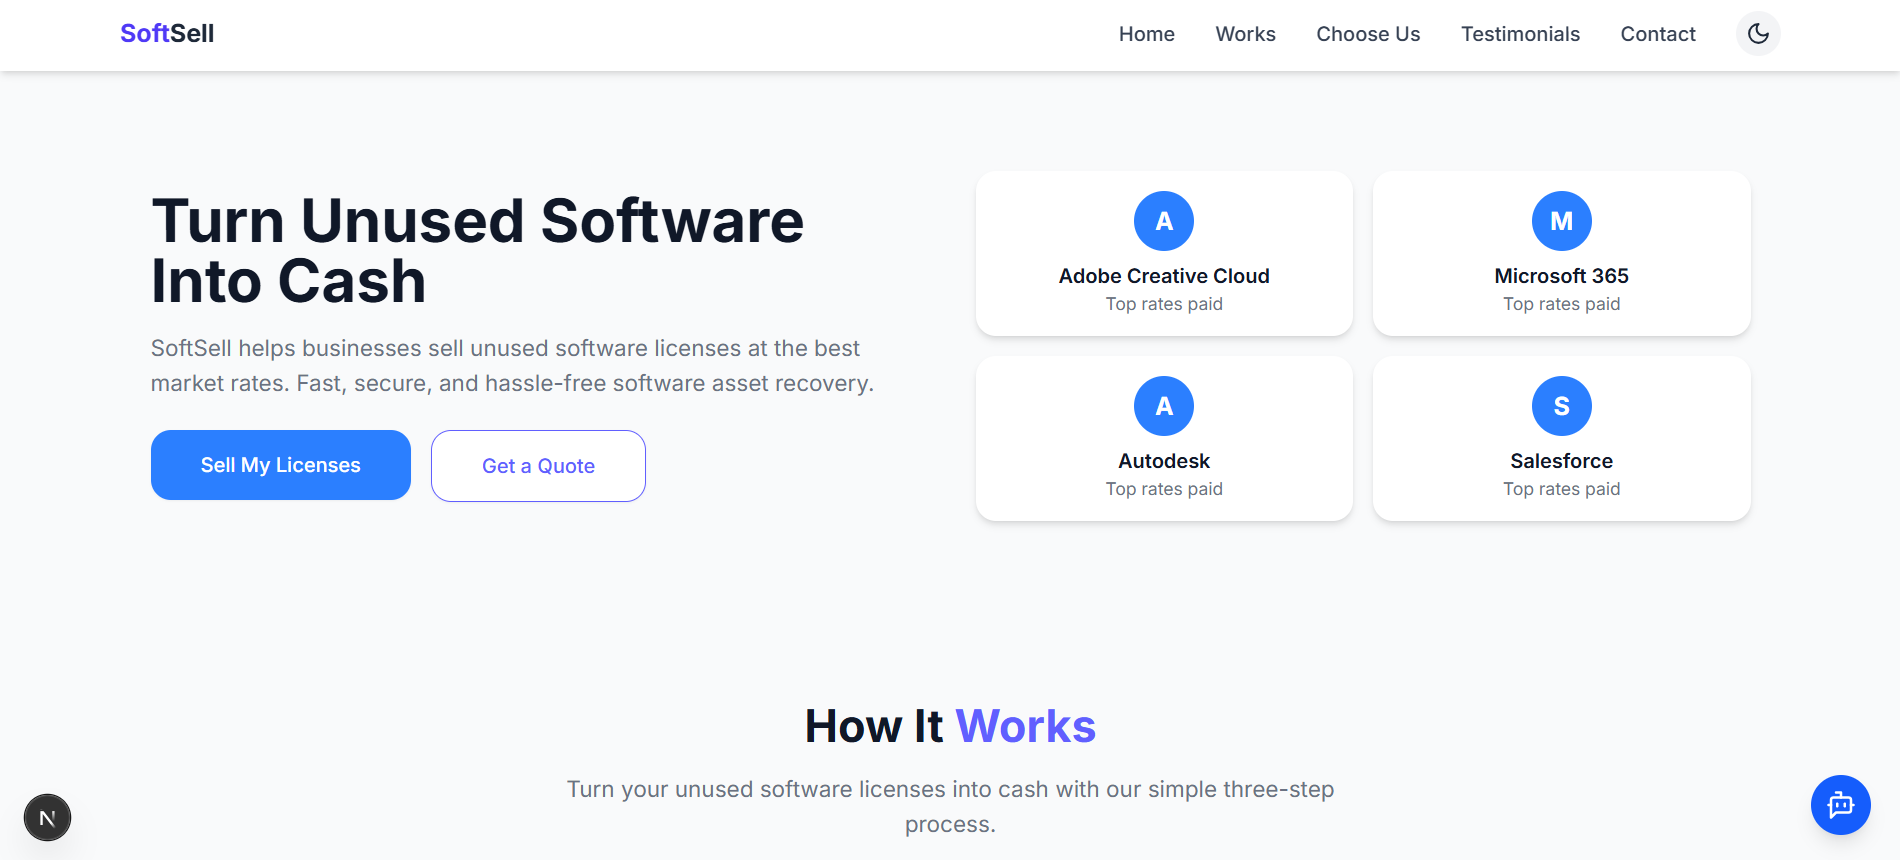 SoftSell
Home
Works
Choose Us
Testimonials
Contact
Turn Unused Software
Into Cash
SoftSell helps businesses sell unused software licenses at the best
market rates. Fast, secure, and hassle-free software asset recovery.
Sell My Licenses
Get a Quote
A
Adobe Creative Cloud
Top rates paid
M
Microsoft 365
Top rates paid
A
Autodesk
Top rates paid
S
Salesforce
Top rates paid
How It Works
Turn your unused software licenses into cash with our simple three-step
process.
N